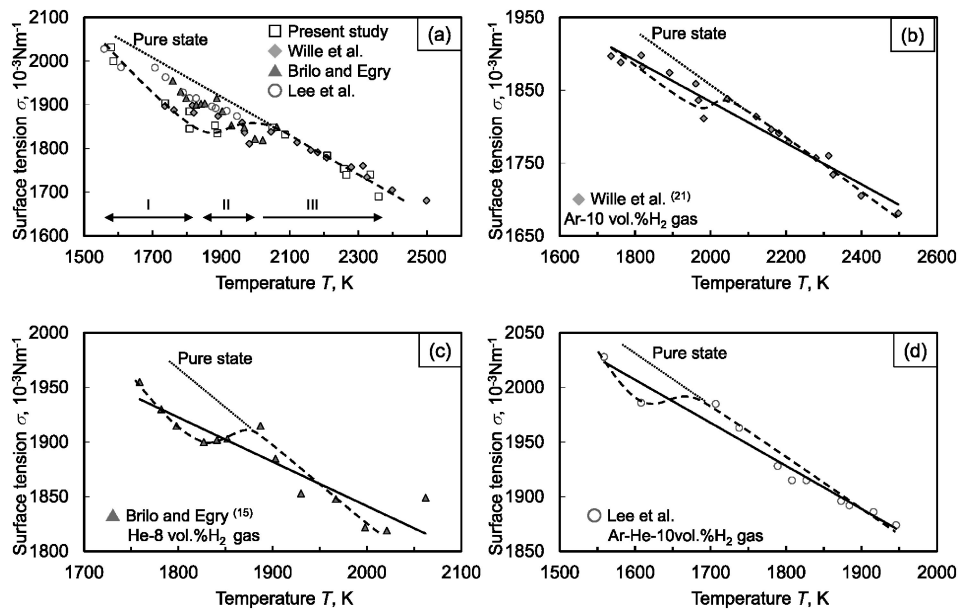 2100
2000
1900
1800
1700
1600
1500 1700 1900 2100 2300 2500
Surface tension σ, 10⁻³Nm⁻¹
Temperature T, K
Pure state
Present study
Wille et al.
Brilo and Egry
Lee et al.
(a)
I II III
1950
1850
1750
1650
1600 1800 2000 2200 2400 2600
Surface tension σ, 10⁻³Nm⁻¹
Temperature T, K
Pure state
(b)
Wille et al. (21)
Ar-10 vol.%H₂ gas
2000
1950
1900
1850
1800
1700 1800 1900 2000 2100
Surface tension σ, 10⁻³Nm⁻¹
Temperature T, K
Pure state
(c)
Brilo and Egry (15)
He-8 vol.%H₂ gas
2050
2000
1950
1900
1850
1500 1600 1700 1800 1900 2000
Surface tension σ, 10⁻³Nm⁻¹
Temperature T, K
Pure state
(d)
Lee et al.
Ar-He-10vol.%H₂ gas